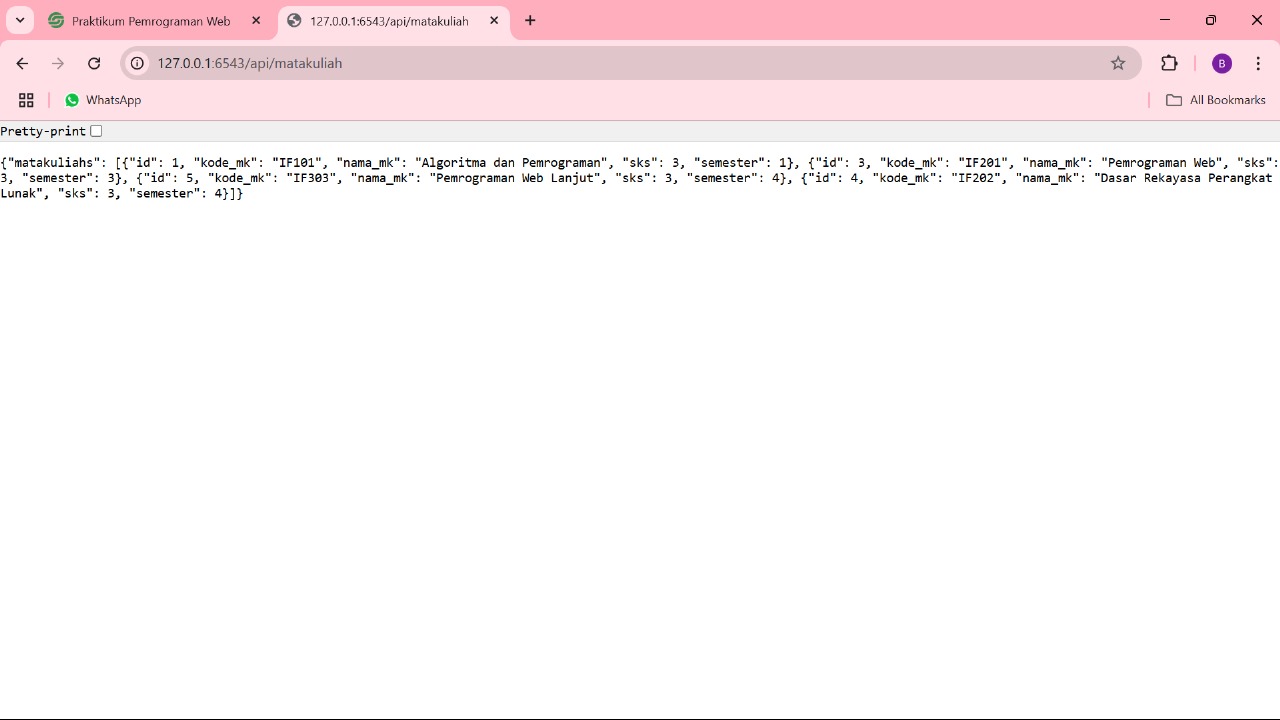 Praktikum Pemrograman Web
127.0.0.1:6543/api/matakuliah
127.0.0.1:6543/api/matakuliah
B
WhatsApp
All Bookmarks
Pretty-print
{"matakuliahs": [{"id": 1, "kode_mk": "IF101", "nama_mk": "Algoritma dan Pemrograman", "sks": 3, "semester": 1}, {"id": 3, "kode_mk": "IF201", "nama_mk": "Pemrograman Web", "sks":
3, "semester": 3}, {"id": 5, "kode_mk": "IF303", "nama_mk": "Pemrograman Web Lanjut", "sks": 3, "semester": 4}, {"id": 4, "kode_mk": "IF202", "nama_mk": "Dasar Rekayasa Perangkat
Lunak", "sks": 3, "semester": 4}]}